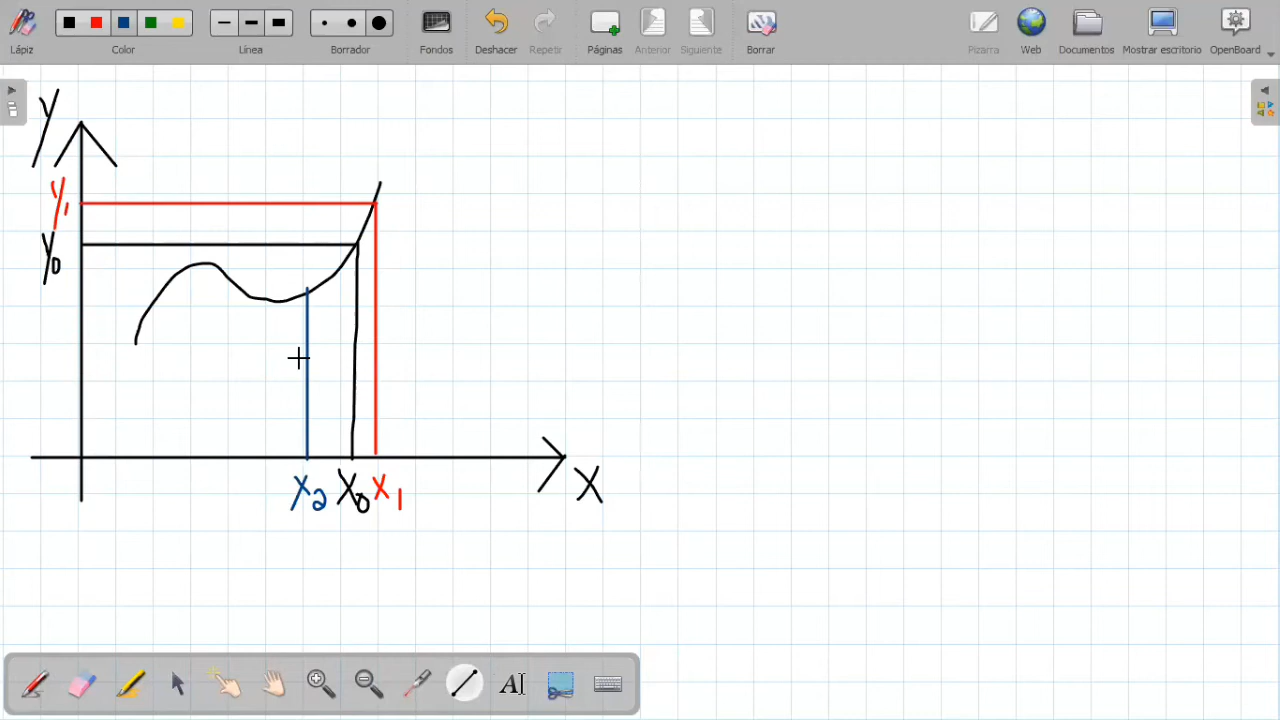 Lápiz Color Línea Borrador Fondos Deshacer Repetir Páginas Anterior Siguiente Borrar Pizarra Web Documentos Mostrar escritorio OpenBoard
y
y1
y0
x2 x0 x1
x
AI